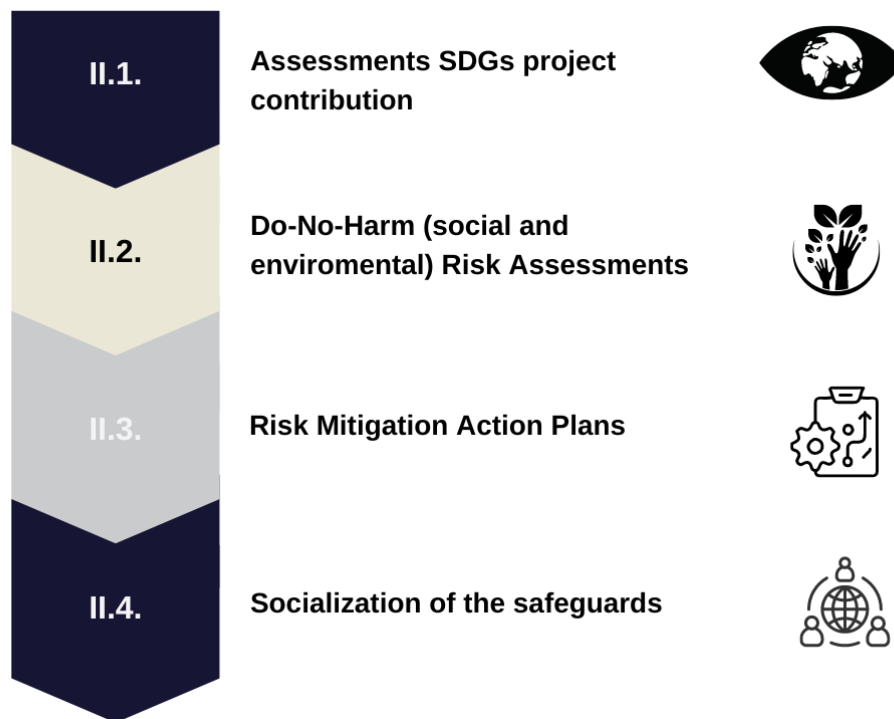 II.1.
Assessments SDGs project
contribution
II.2.
Do-No-Harm (social and
enviromental) Risk Assessments
II.3.
Risk Mitigation Action Plans
II.4.
Socialization of the safeguards